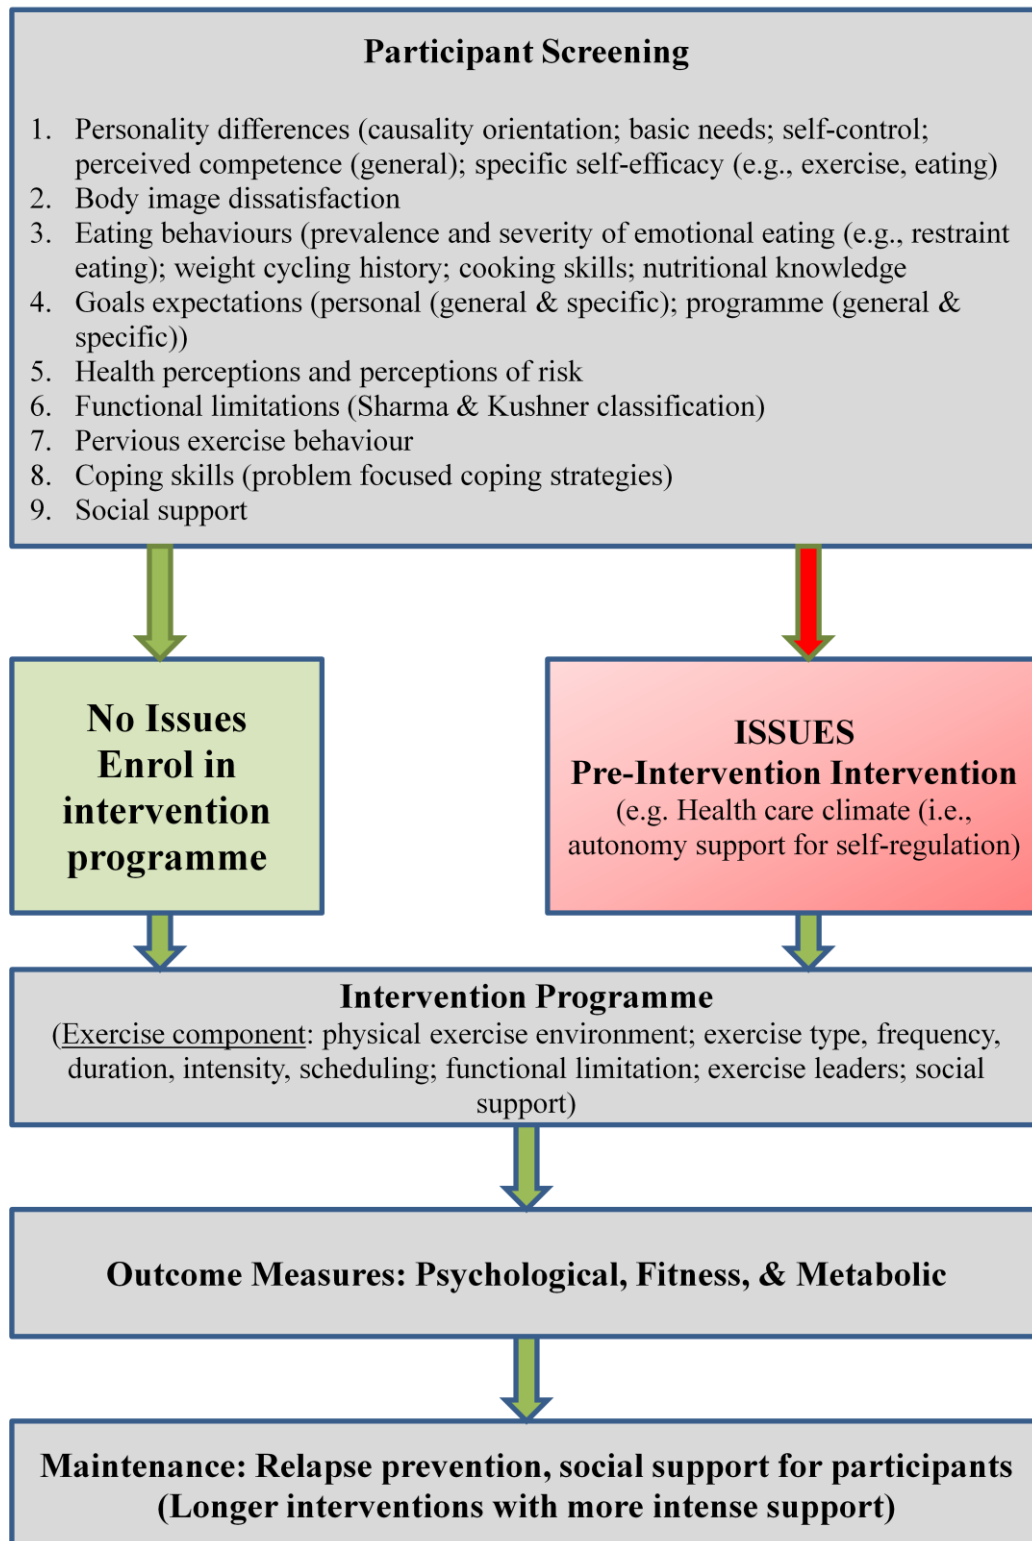 Participant Screening
1. Personality differences (causality orientation; basic needs; self-control;
perceived competence (general); specific self-efficacy (e.g., exercise, eating)
2. Body image dissatisfaction
3. Eating behaviours (prevalence and severity of emotional eating (e.g., restraint
eating); weight cycling history; cooking skills; nutritional knowledge
4. Goals expectations (personal (general & specific); programme (general &
specific))
5. Health perceptions and perceptions of risk
6. Functional limitations (Sharma & Kushner classification)
7. Pervious exercise behaviour
8. Coping skills (problem focused coping strategies)
9. Social support
No Issues
Enrol in
intervention
programme
ISSUES
Pre-Intervention Intervention
(e.g. Health care climate (i.e.,
autonomy support for self-regulation)
Intervention Programme
(Exercise component: physical exercise environment; exercise type, frequency,
duration, intensity, scheduling; functional limitation; exercise leaders; social
support)
Outcome Measures: Psychological, Fitness, & Metabolic
Maintenance: Relapse prevention, social support for participants
(Longer interventions with more intense support)